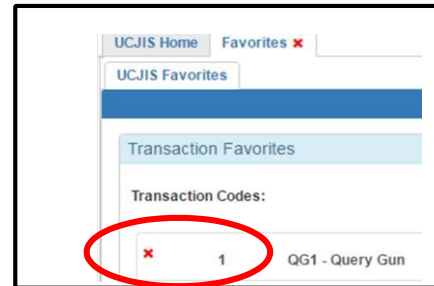 UCJIS Home Favorites ✖
UCJIS Favorites
Transaction Favorites
Transaction Codes:
✖ 1 QG1 - Query Gun